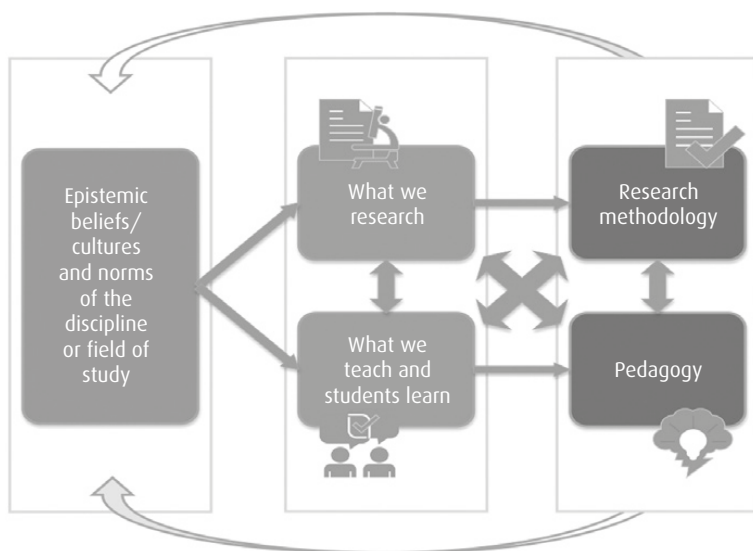 Epistemic
beliefs/
cultures
and norms
of the
discipline
or field of
study
What we
research
What we
teach and
students learn
Research
methodology
Pedagogy